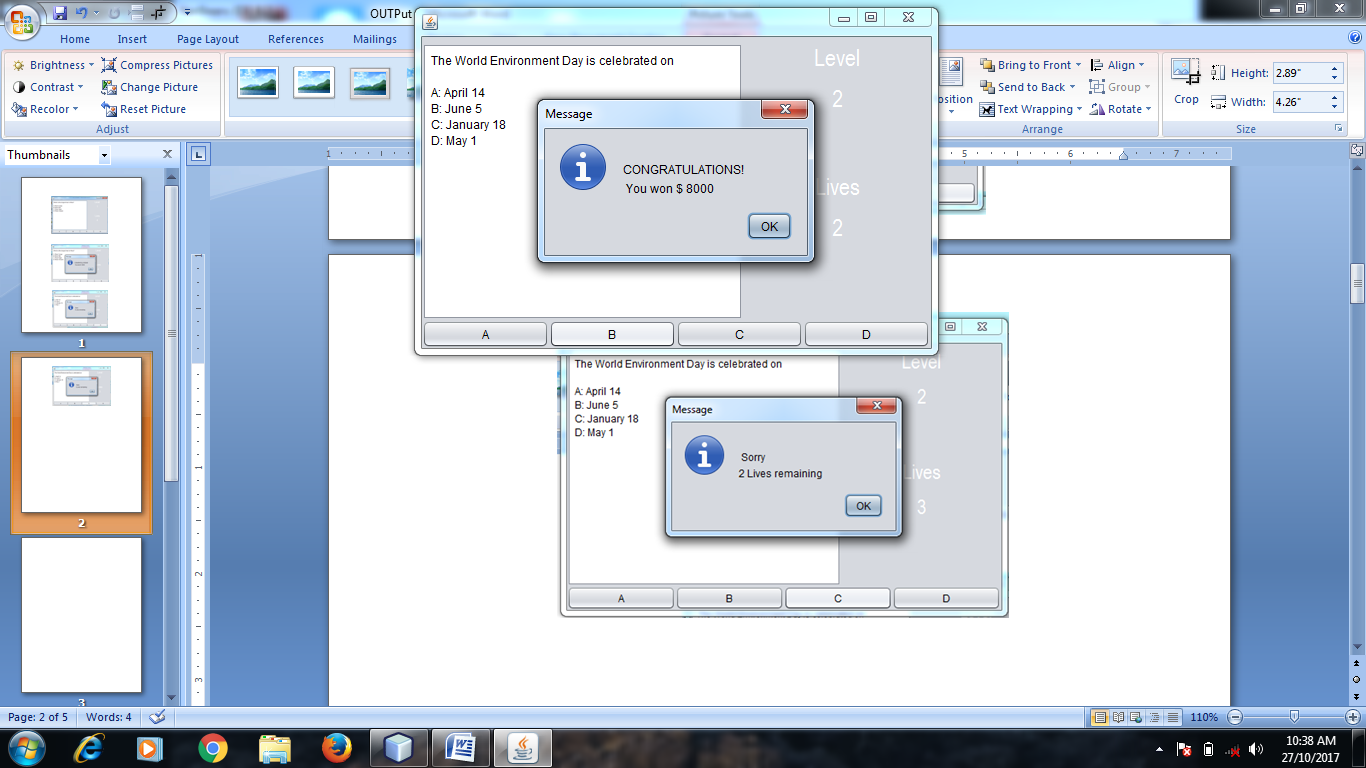 OUTPut
Home Insert Page Layout References Mailings
Brightness Compress Pictures
Contrast Change Picture
Recolor Reset Picture
Adjust
Bring to Front Align
Send to Back Group
Text Wrapping Rotate
Arrange
Crop
Height: 2.89"
Width: 4.26"
Size
Thumbnails
1
2
The World Environment Day is celebrated on
A: April 14
B: June 5
C: January 18
D: May 1
Level
2
Lives
2
Message
CONGRATULATIONS!
You won $ 8000
OK
A B C D
The World Environment Day is celebrated on
A: April 14
B: June 5
C: January 18
D: May 1
Level
2
Lives
3
Message
Sorry
2 Lives remaining
OK
A B C D
Page: 2 of 5 Words: 4
110%
10:38 AM
27/10/2017